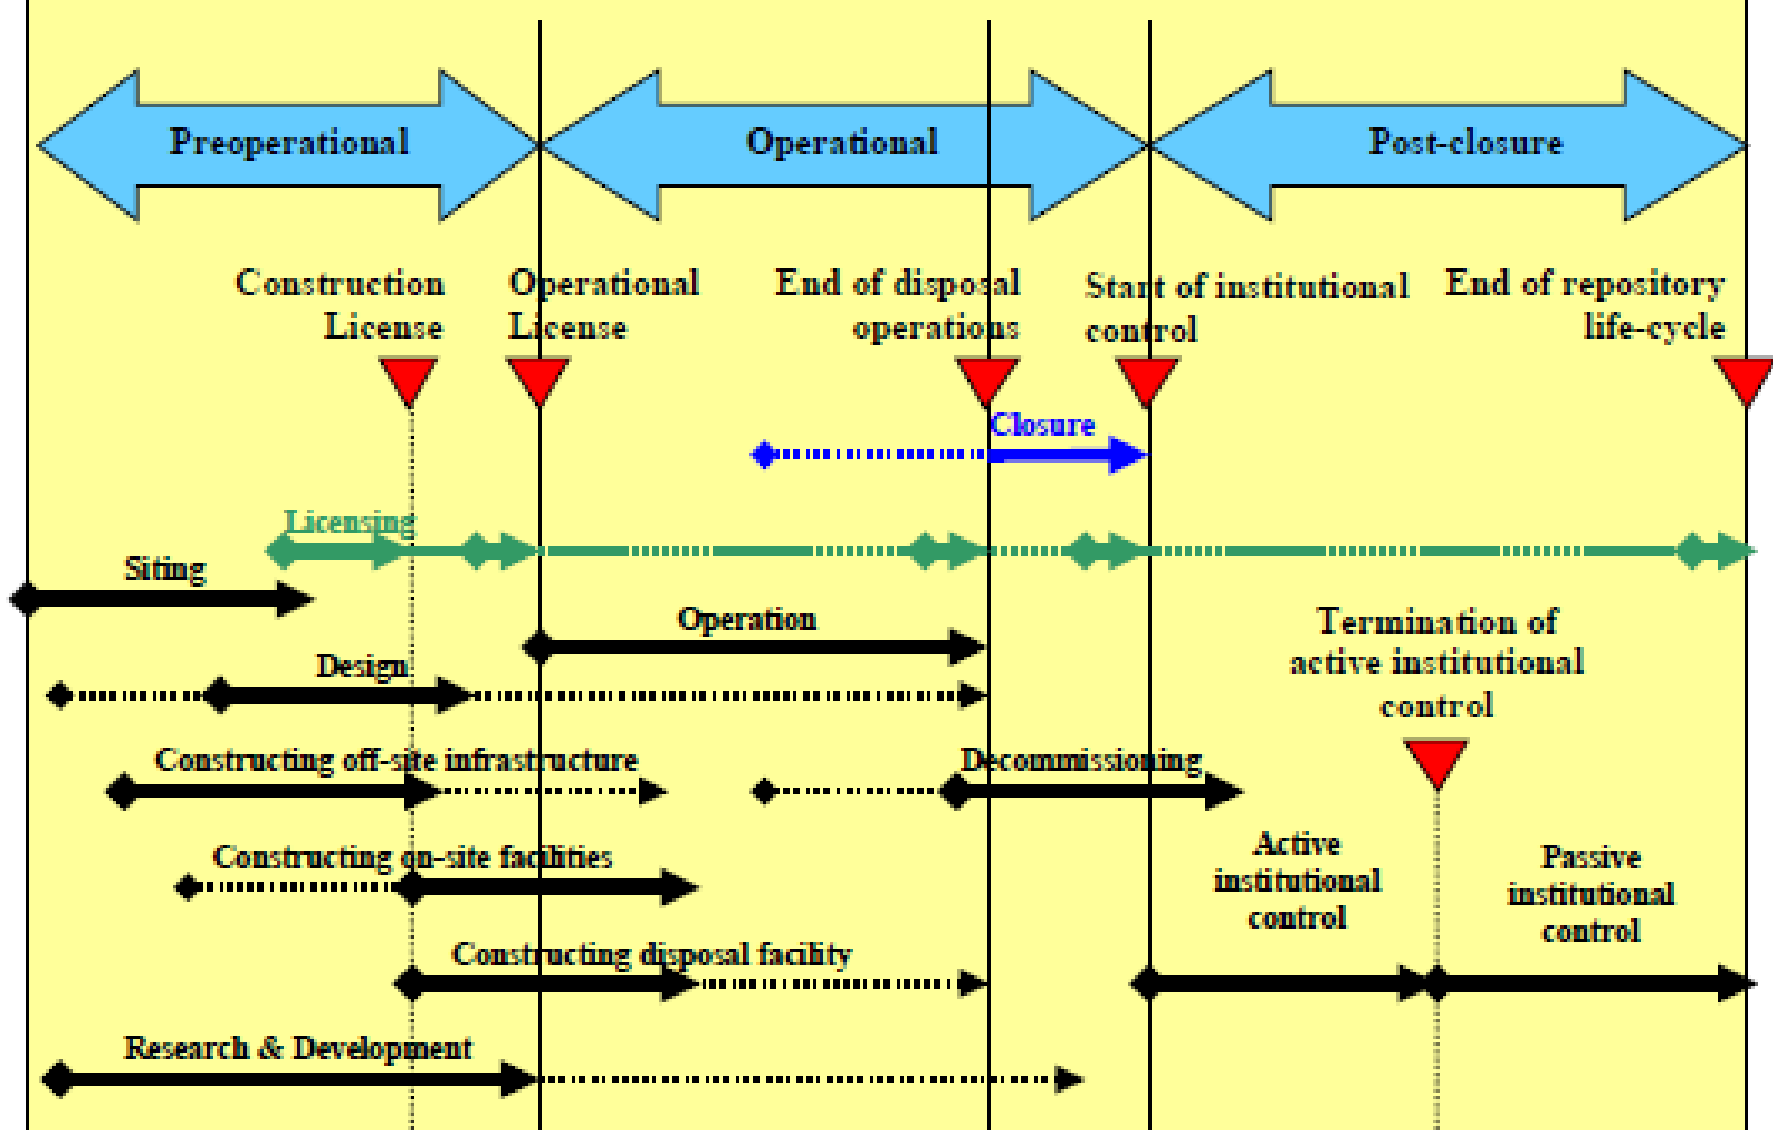 Preoperational
Operational
Post-closure
Construction
License
Operational
License
End of disposal
operations
Start of institutional
control
End of repository
life-cycle
Closure
Licensing
Siting
Operation
Termination of
active institutional
control
Design
Constructing off-site infrastructure
Decommissioning
Active
institutional
control
Passive
institutional
control
Constructing on-site facilities
Constructing disposal facility
Research & Development